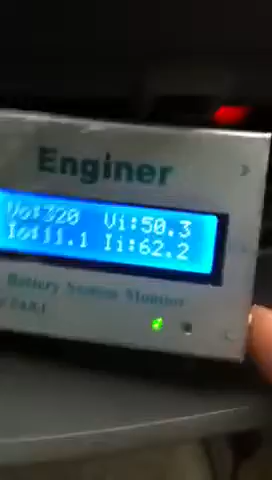 Enginer
Vo:320 Vi:50.3
Io:11.1 Ii:62.2
Battery System Monitor